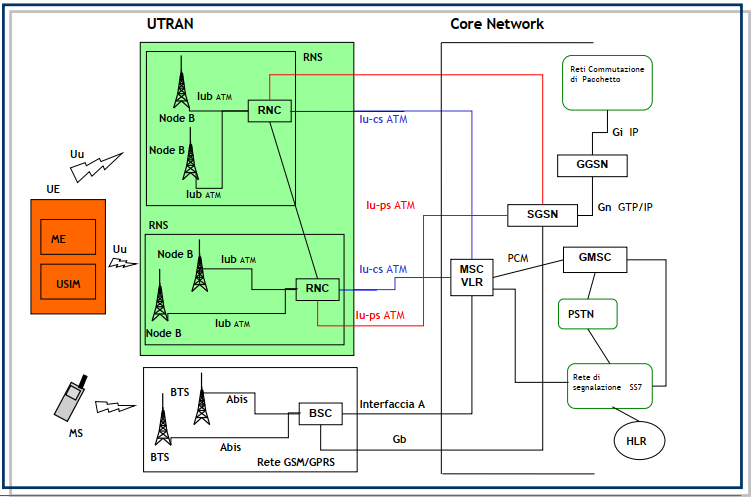 UTRAN
Core Network
RNS
Iub ATM
Node B
RNC
Iu-cs ATM
Node B
Iub ATM
Uu
UE
ME
USIM
Uu
RNS
Node B
Iub ATM
RNC
Iub ATM
Node B
Iu-ps ATM
Iu-cs ATM
Iu-ps ATM
Reti Commutazione
di Pacchetto
Gi IP
GGSN
Gn GTP/IP
SGSN
MSC
VLR
PCM
GMSC
PSTN
Rete di
segnalazione SS7
HLR
MS
BTS
Abis
BSC
Interfaccia A
Abis
BTS
Gb
Rete GSM/GPRS